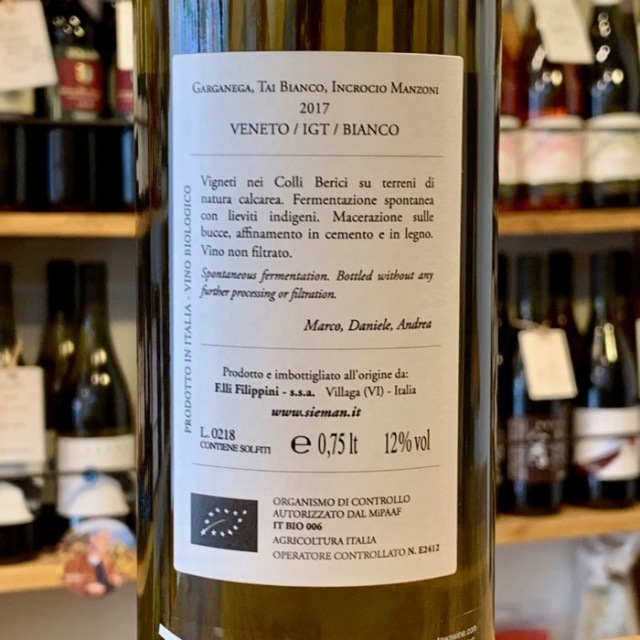 Garganega, Tai Bianco, Incrocio Manzoni
2017
VENETO / IGT / BIANCO
Vigneti nei Colli Berici su terreni di
natura calcarea. Fermentazione spontanea
con lieviti indigeni. Macerazione sulle
bucce, affinamento in cemento e in legno.
Vino non filtrato.
Spontaneous fermentation. Bottled without any
further processing or filtration.
Marco, Daniele, Andrea
PRODOTTO IN ITALIA - VINO BIOLOGICO
Prodotto e imbottigliato all'origine da:
F.lli Filippini - s.s.a. Villaga (VI) - Italia
www.sieman.it
L.0218
CONTIENE SOLFITI
℮ 0,75 lt 12% vol
ORGANISMO DI CONTROLLO
AUTORIZZATO DAL MiPAAF
IT BIO 006
AGRICOLTURA ITALIA
OPERATORE CONTROLLATO N. E2412